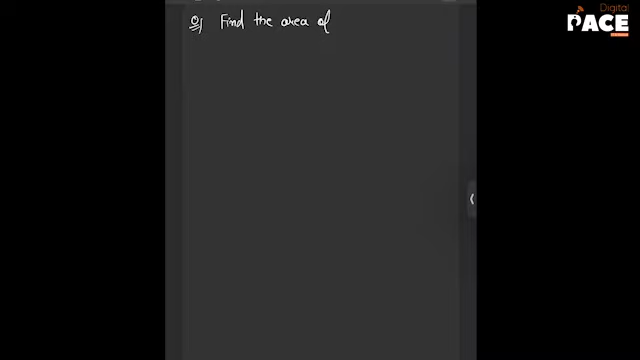 Q, Find the area of
Digital
PACE